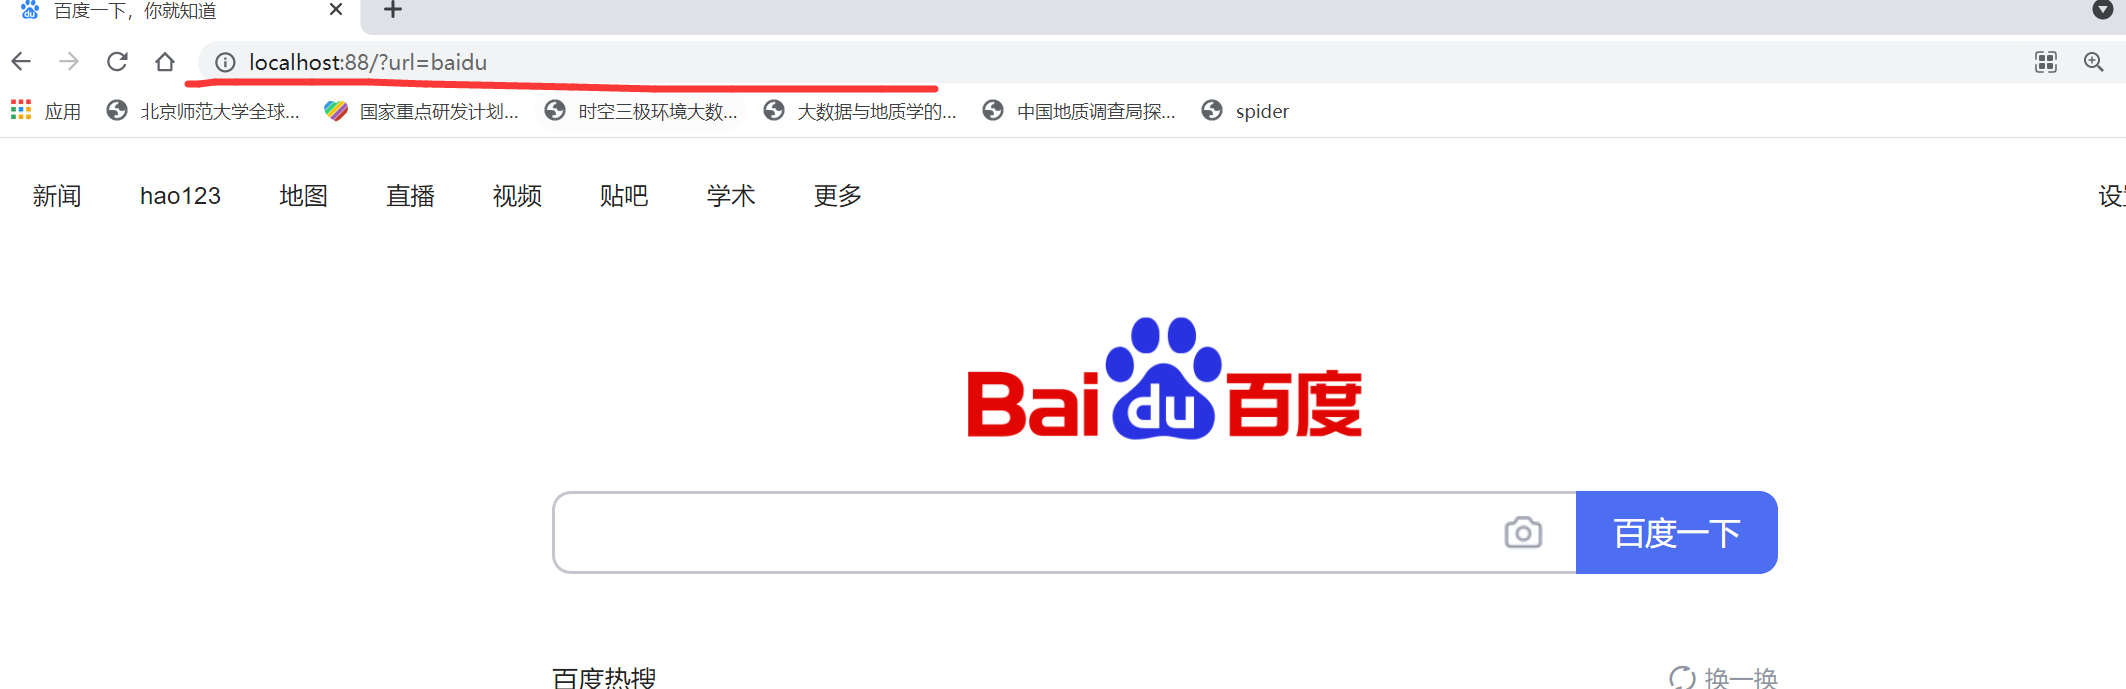 百度一下，你就知道
localhost:88/?url=baidu
应用 北京师范大学全球... 国家重点研发计划... 时空三极环境大数... 大数据与地质学的... 中国地质调查局探... spider
新闻 hao123 地图 直播 视频 贴吧 学术 更多 设置
Bai du 百度
百度一下
百度热搜 换一换